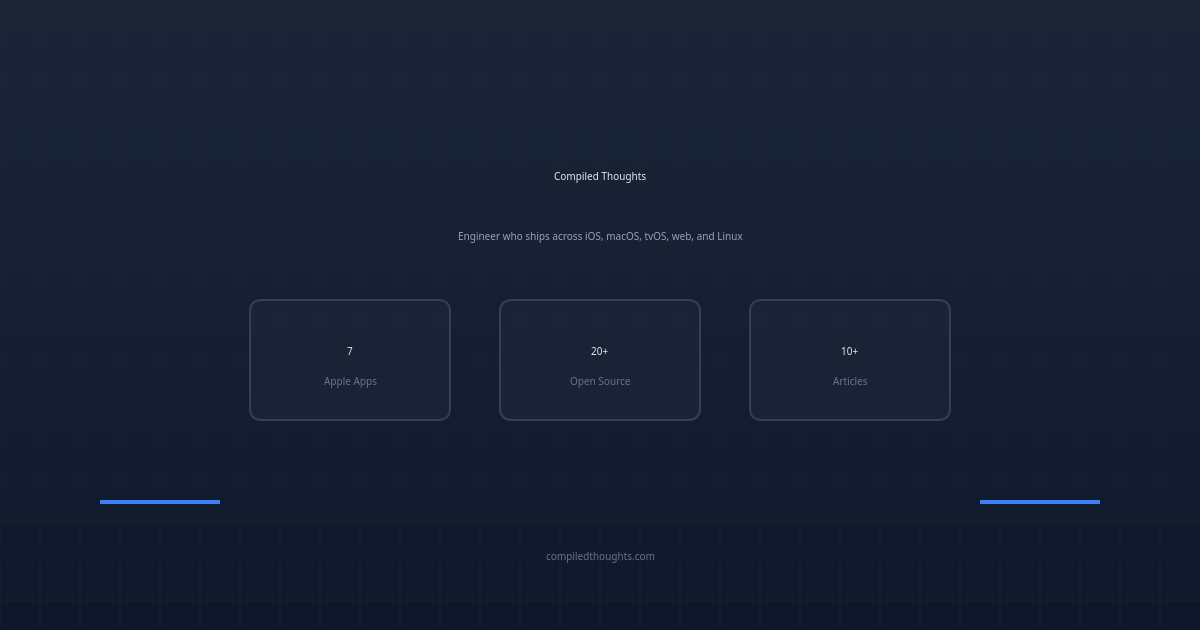 Compiled Thoughts
Engineer who ships across iOS, macOS, tvOS, web, and Linux
7
Apple Apps
20+
Open Source
10+
Articles
compiledthoughts.com